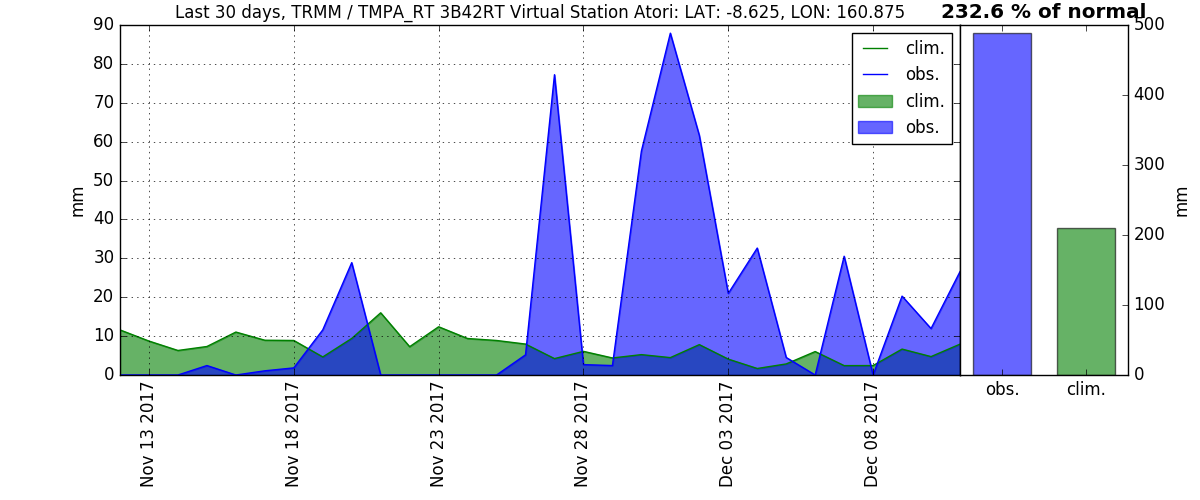 Last 30 days, TRMM / TMPA_RT 3B42RT Virtual Station Atori: LAT: -8.625, LON: 160.875
232.6 % of normal
90
80
70
60
50
40
30
20
10
0
mm
clim.
obs.
clim.
obs.
500
400
300
200
100
0
mm
Nov 13 2017
Nov 18 2017
Nov 23 2017
Nov 28 2017
Dec 03 2017
Dec 08 2017
obs.
clim.